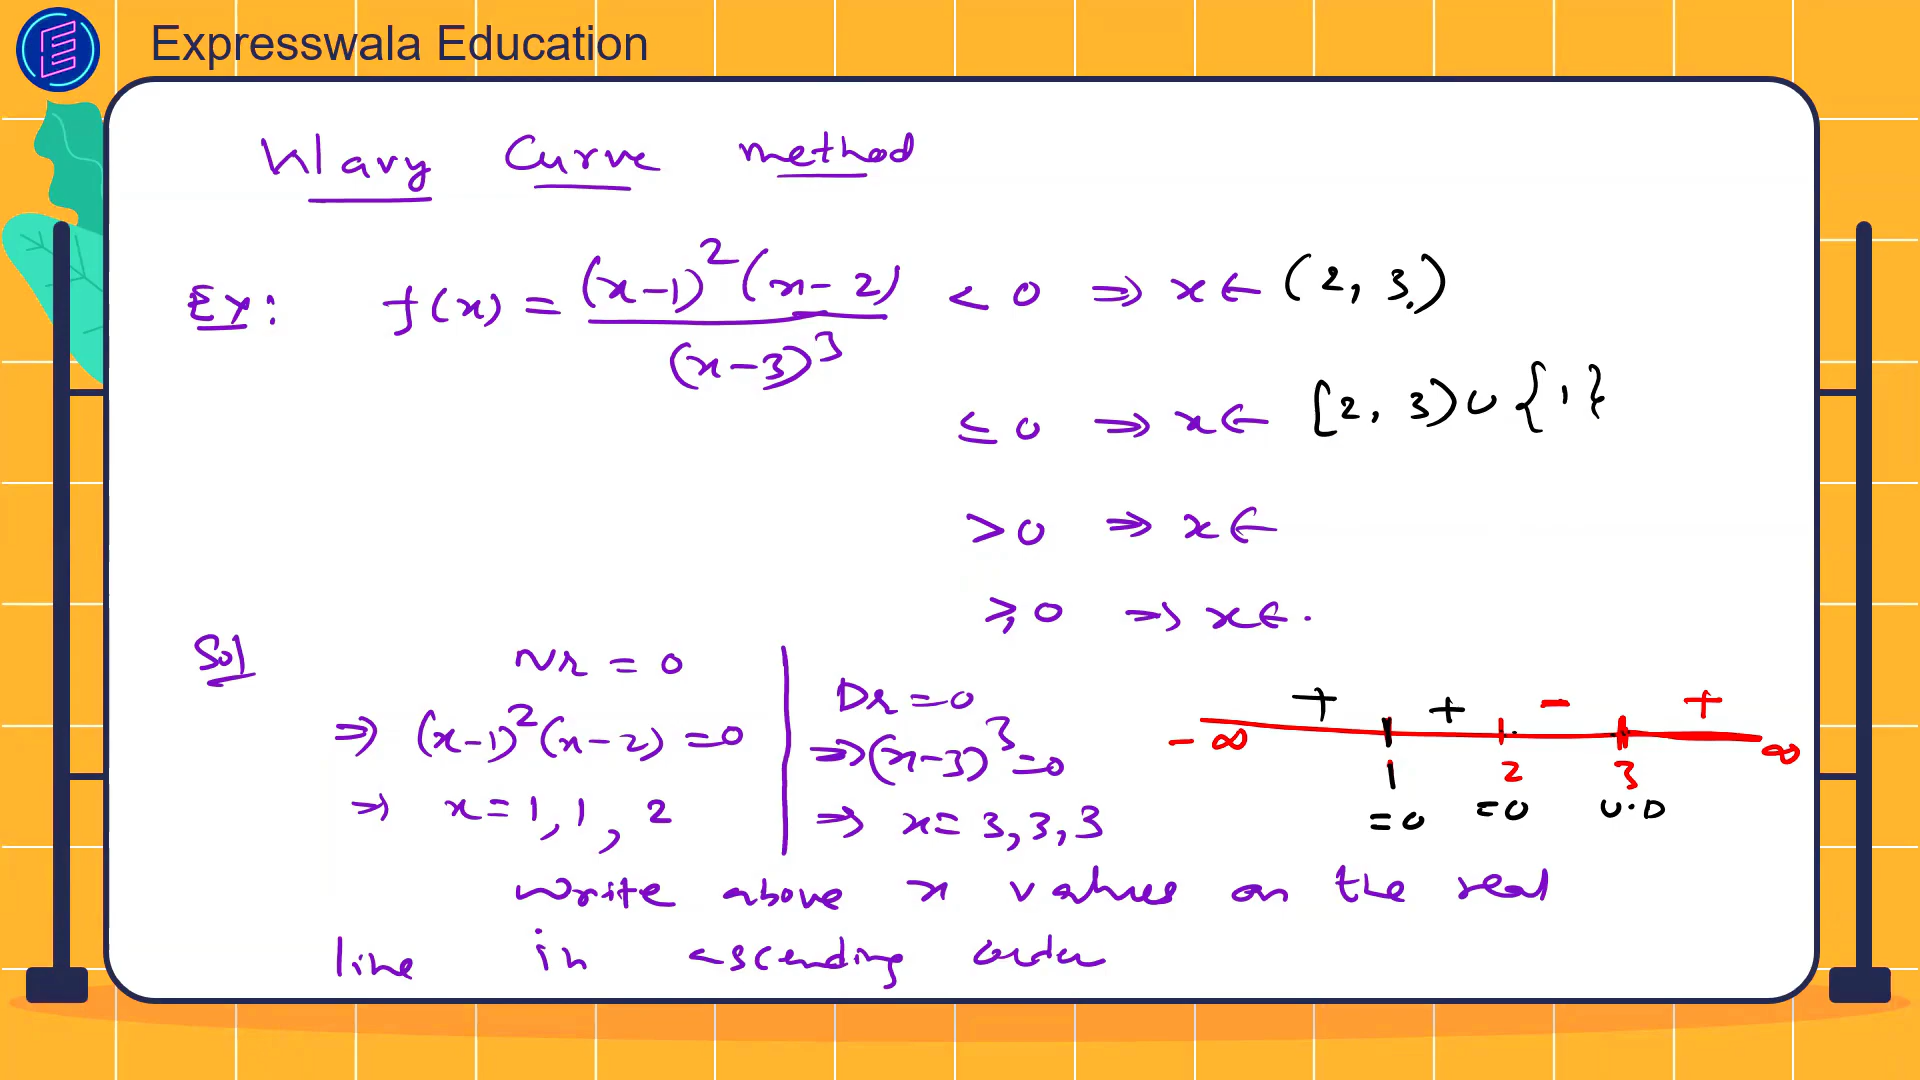 Expresswala Education
Wavy Curve method
Ex: f(x) = (x-1)²(x-2) / (x-3)³ < 0 ⇒ x∈ (2, 3)
≤ 0 ⇒ x∈ [2, 3) ∪ {1}
> 0 ⇒ x∈
≥ 0 ⇒ x∈ .
Sol
Nr = 0
⇒ (x-1)²(x-2) = 0
⇒ x = 1, 1, 2
Dr = 0
⇒ (x-3)³ = 0
⇒ x = 3, 3, 3
+ + - +
-∞ 1 2 3 ∞
=0 =0 U.D
write above x values on the real
line in ascending order